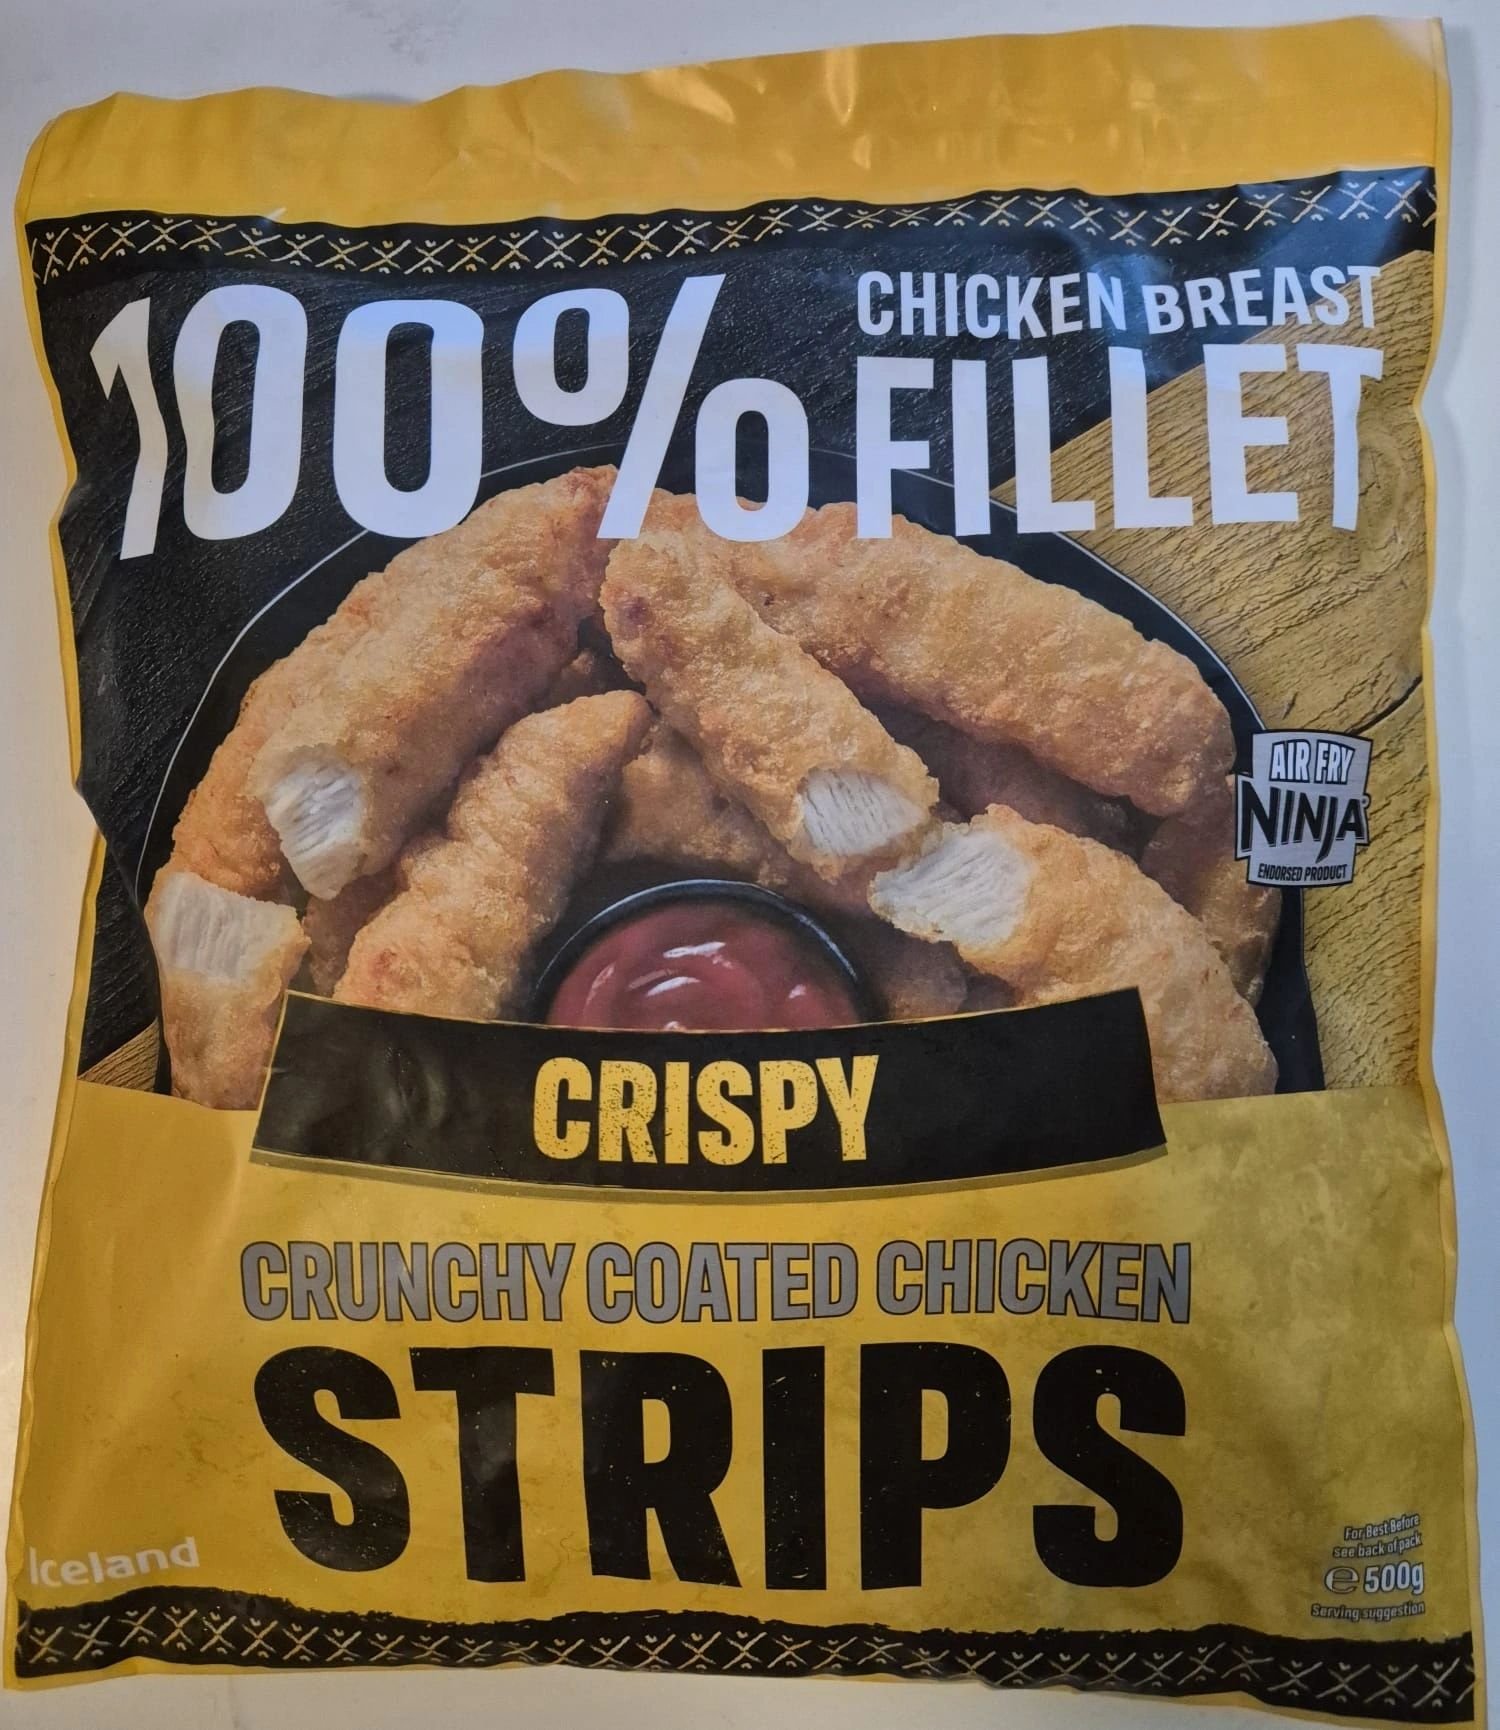 100% CHICKEN BREAST
FILLET
AIR FRY
NINJA
ENDORSED PRODUCT
CRISPY
CRUNCHY COATED CHICKEN
STRIPS
Iceland
For Best Before
see back of pack
e 500g
Serving suggestion